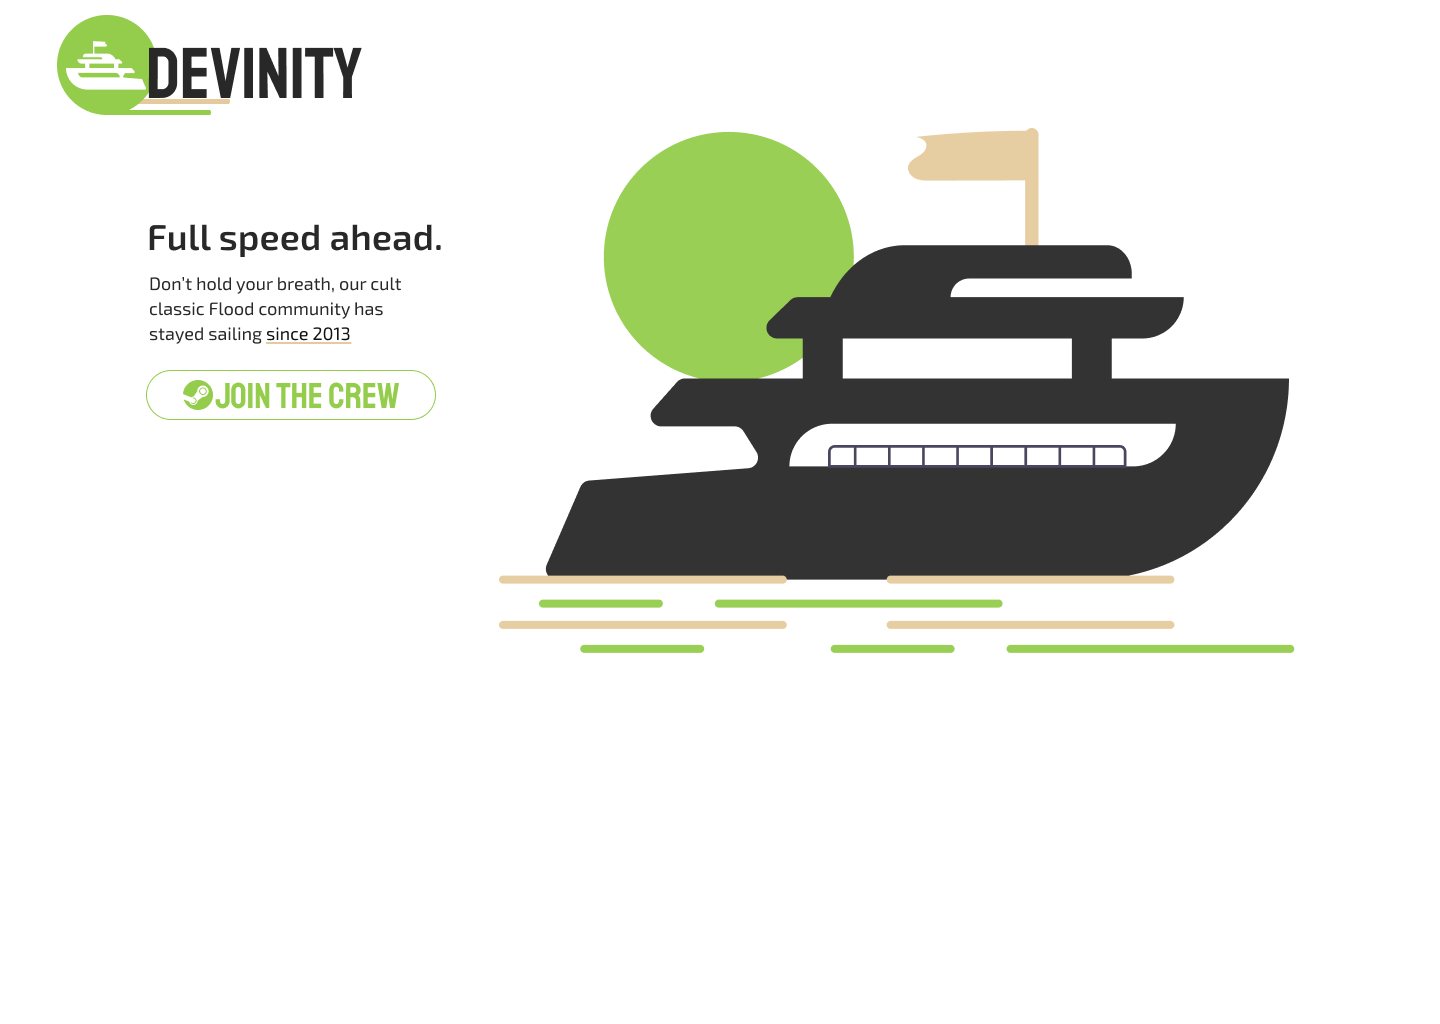 DEVINITY
Full speed ahead.
Don't hold your breath, our cult
classic Flood community has
stayed sailing since 2013
JOIN THE CREW